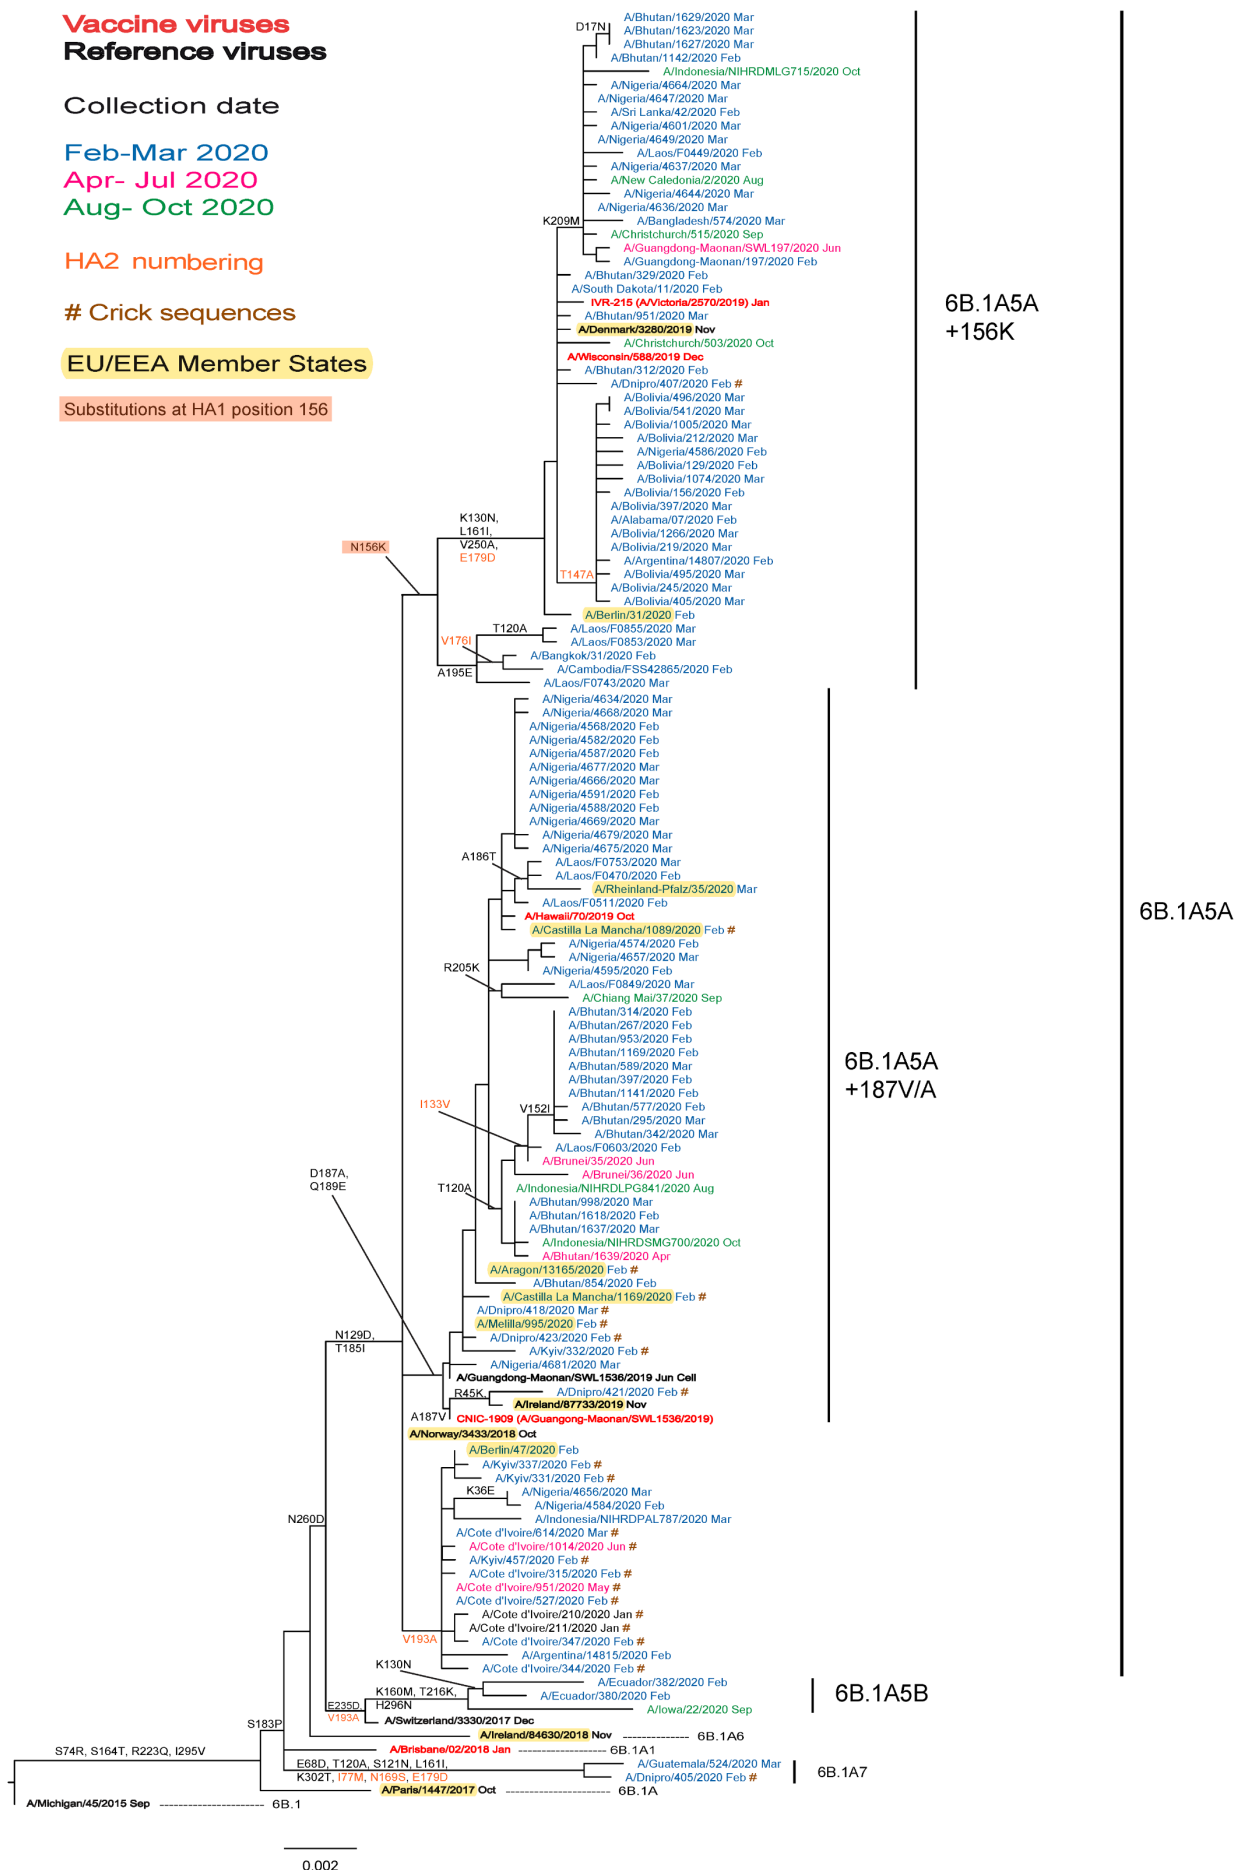 Vaccine viruses
Reference viruses
Collection date
Feb-Mar 2020
Apr- Jul 2020
Aug- Oct 2020
HA2 numbering
# Crick sequences
EU/EEA Member States
Substitutions at HA1 position 156
A/Bhutan/1629/2020 Mar
D17N
A/Bhutan/1623/2020 Mar
A/Bhutan/1627/2020 Mar
A/Bhutan/1142/2020 Feb
A/Indonesia/NIHRDMLG715/2020 Oct
A/Nigeria/4664/2020 Mar
A/Nigeria/4647/2020 Mar
A/Sri Lanka/42/2020 Feb
A/Nigeria/4601/2020 Mar
A/Nigeria/4649/2020 Mar
A/Laos/F0449/2020 Feb
A/Nigeria/4637/2020 Mar
A/New Caledonia/2/2020 Aug
A/Nigeria/4644/2020 Mar
A/Nigeria/4636/2020 Mar
K209M
A/Bangladesh/574/2020 Mar
A/Christchurch/515/2020 Sep
A/Guangdong-Maonan/SWL197/2020 Jun
A/Guangdong-Maonan/197/2020 Feb
A/Bhutan/329/2020 Feb
A/South Dakota/11/2020 Feb
IVR-215 (A/Victoria/2570/2019) Jan
A/Bhutan/951/2020 Mar
A/Denmark/3280/2019 Nov
A/Christchurch/503/2020 Oct
A/Wisconsin/588/2019 Dec
A/Bhutan/312/2020 Feb
A/Dnipro/407/2020 Feb #
A/Bolivia/496/2020 Mar
A/Bolivia/541/2020 Mar
A/Bolivia/1005/2020 Mar
A/Bolivia/212/2020 Mar
A/Nigeria/4586/2020 Feb
A/Bolivia/129/2020 Feb
A/Bolivia/1074/2020 Mar
A/Bolivia/156/2020 Feb
A/Bolivia/397/2020 Mar
A/Alabama/07/2020 Feb
A/Bolivia/1266/2020 Mar
A/Bolivia/219/2020 Mar
A/Argentina/14807/2020 Feb
T147A
A/Bolivia/495/2020 Mar
A/Bolivia/245/2020 Mar
A/Bolivia/405/2020 Mar
K130N,
L161I,
V250A,
E179D
N156K
A/Berlin/31/2020 Feb
T120A
A/Laos/F0855/2020 Mar
A/Laos/F0853/2020 Mar
V176I
A/Bangkok/31/2020 Feb
A/Cambodia/FSS42865/2020 Feb
A195E
A/Laos/F0743/2020 Mar
6B.1A5A
+156K
A/Nigeria/4634/2020 Mar
A/Nigeria/4668/2020 Mar
A/Nigeria/4568/2020 Feb
A/Nigeria/4582/2020 Feb
A/Nigeria/4587/2020 Feb
A/Nigeria/4677/2020 Mar
A/Nigeria/4666/2020 Mar
A/Nigeria/4591/2020 Feb
A/Nigeria/4588/2020 Feb
A/Nigeria/4669/2020 Mar
A/Nigeria/4679/2020 Mar
A/Nigeria/4675/2020 Mar
A186T
A/Laos/F0753/2020 Mar
A/Laos/F0470/2020 Feb
A/Rheinland-Pfalz/35/2020 Mar
A/Laos/F0511/2020 Feb
A/Hawaii/70/2019 Oct
A/Castilla La Mancha/1089/2020 Feb #
A/Nigeria/4574/2020 Feb
A/Nigeria/4657/2020 Mar
A/Nigeria/4595/2020 Feb
R205K
A/Laos/F0849/2020 Mar
A/Chiang Mai/37/2020 Sep
A/Bhutan/314/2020 Feb
A/Bhutan/267/2020 Feb
A/Bhutan/953/2020 Feb
A/Bhutan/1169/2020 Feb
A/Bhutan/589/2020 Mar
A/Bhutan/397/2020 Feb
A/Bhutan/1141/2020 Feb
I133V
V152I
A/Bhutan/577/2020 Feb
A/Bhutan/295/2020 Mar
A/Bhutan/342/2020 Mar
A/Laos/F0603/2020 Feb
A/Brunei/35/2020 Jun
A/Brunei/36/2020 Jun
D187A,
Q189E
T120A
A/Indonesia/NIHRDLPG841/2020 Aug
A/Bhutan/998/2020 Mar
A/Bhutan/1618/2020 Feb
A/Bhutan/1637/2020 Mar
A/Indonesia/NIHRDSMG700/2020 Oct
A/Bhutan/1639/2020 Apr
A/Aragon/13165/2020 Feb #
A/Bhutan/854/2020 Feb
A/Castilla La Mancha/1169/2020 Feb #
A/Dnipro/418/2020 Mar #
A/Melilla/995/2020 Feb #
A/Dnipro/423/2020 Feb #
A/Kyiv/332/2020 Feb #
A/Nigeria/4681/2020 Mar
A/Guangdong-Maonan/SWL1536/2019 Jun Cell
R45K,
A/Dnipro/421/2020 Feb #
A/Ireland/87733/2019 Nov
A187V
CNIC-1909 (A/Guangong-Maonan/SWL1536/2019)
6B.1A5A
+187V/A
6B.1A5A
N129D,
T185I
A/Norway/3433/2018 Oct
A/Berlin/47/2020 Feb
A/Kyiv/337/2020 Feb #
A/Kyiv/331/2020 Feb #
K36E
A/Nigeria/4656/2020 Mar
A/Nigeria/4584/2020 Feb
A/Indonesia/NIHRDPAL787/2020 Mar
N260D
A/Cote d'Ivoire/614/2020 Mar #
A/Cote d'Ivoire/1014/2020 Jun #
A/Kyiv/457/2020 Feb #
A/Cote d'Ivoire/315/2020 Feb #
A/Cote d'Ivoire/951/2020 May #
A/Cote d'Ivoire/527/2020 Feb #
A/Cote d'Ivoire/210/2020 Jan #
A/Cote d'Ivoire/211/2020 Jan #
V193A
A/Cote d'Ivoire/347/2020 Feb #
A/Argentina/14815/2020 Feb
A/Cote d'Ivoire/344/2020 Feb #
K130N
A/Ecuador/382/2020 Feb
K160M, T216K,
H296N
A/Ecuador/380/2020 Feb
A/Iowa/22/2020 Sep
6B.1A5B
E235D,
V193A
A/Switzerland/3330/2017 Dec
S183P
A/Ireland/84630/2018 Nov
6B.1A6
A/Brisbane/02/2018 Jan
6B.1A1
S74R, S164T, R223Q, I295V
E68D, T120A, S121N, L161I,
K302T, I77M, N169S, E179D
A/Guatemala/524/2020 Mar
A/Dnipro/405/2020 Feb #
6B.1A7
A/Paris/1447/2017 Oct
6B.1A
A/Michigan/45/2015 Sep
6B.1
0.002